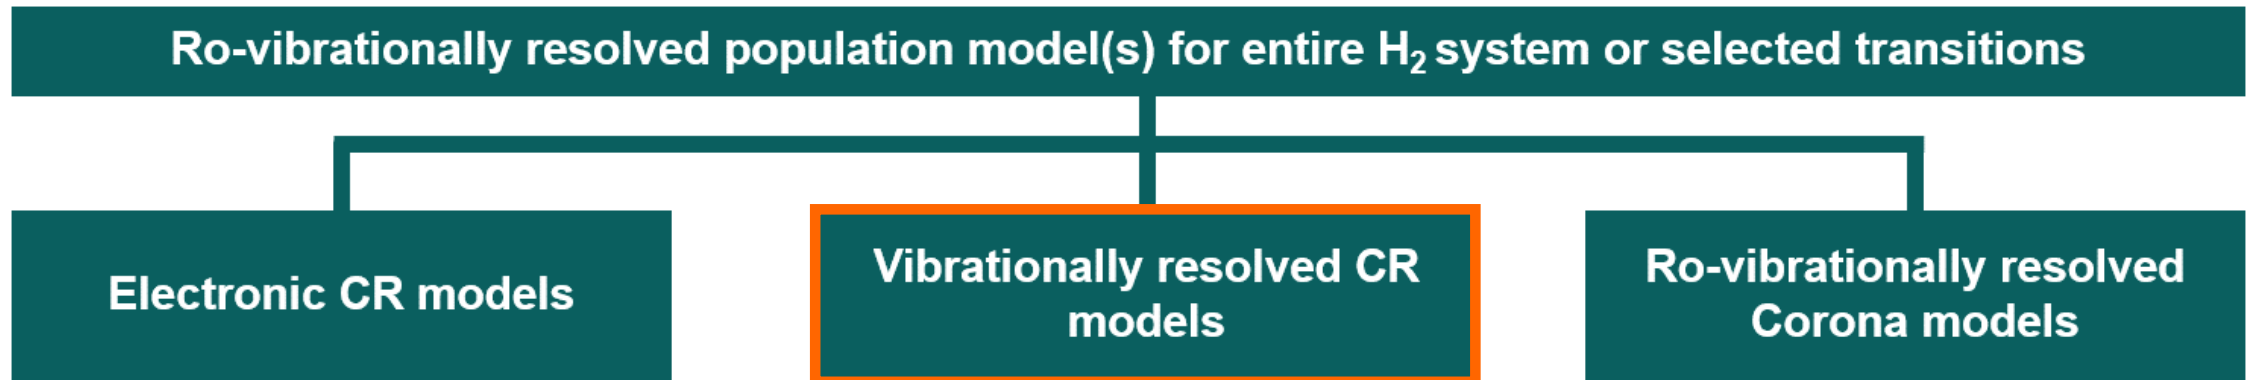 Ro-vibrationally resolved population model(s) for entire H₂ system or selected transitions
Electronic CR models
Vibrationally resolved CR
models
Ro-vibrationally resolved
Corona models